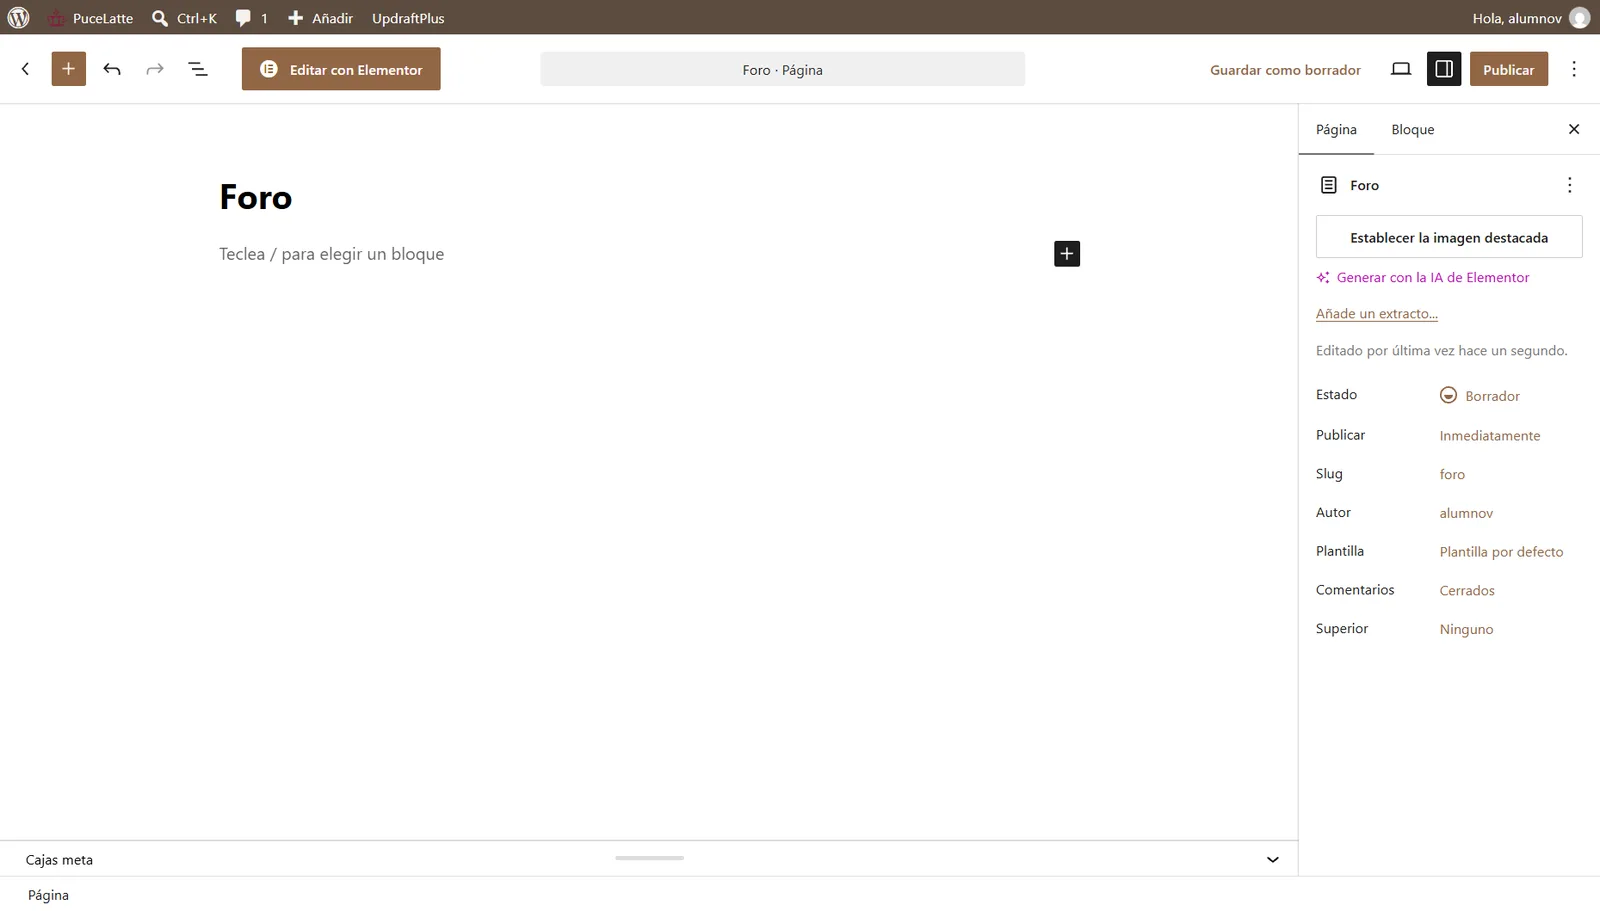 PuceLatte
Ctrl+K
1
Añadir
UpdraftPlus
Hola, alumnov
Editar con Elementor
Foro · Página
Guardar como borrador
Publicar
Página
Bloque
Foro
Teclea / para elegir un bloque
Foro
Establecer la imagen destacada
Generar con la IA de Elementor
Añade un extracto...
Editado por última vez hace un segundo.
Estado Borrador
Publicar Inmediatamente
Slug foro
Autor alumnov
Plantilla Plantilla por defecto
Comentarios Cerrados
Superior Ninguno
Cajas meta
Página